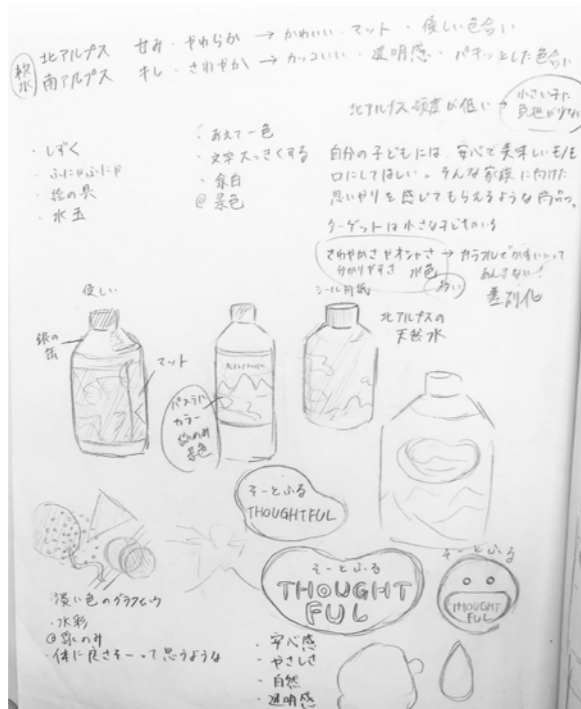 軟水
北アルプス 甘み・やわらか → かわいい・マット・優しい色合い
南アルプス キレ・さわやか → カッコいい・透明感・パキッとした色合い
北アルプス硬度が低い → 小さい子に負担が少ない
・しずく
・ふにゃふにゃ
・絵の具
・水玉
あえて一色
・文字大っきくする
・余白
@景色
自分の子どもには、安心で美味しいモノを
口にしてほしい。そんな家族に向けた
思いやりを感じてもらえるような商品。
ターゲットは小さな子どものいる
さわやかさやオシャさ
分かりやすさ 水色
→ カラフルでかわいいって
あんまない!
差別化
シール用紙
優しい
銀の缶
マット
パステルカラー
景色
北アルプスの
天然水
そーとふる
THOUGHTFUL
そーとふる
THOUGHT
FUL
そーとふる
THOUGHT
FUL
・淡い色のグラフィック
・水彩
・体に良さそーって思うような
・安心感
・やさしさ
・自然
・透明感